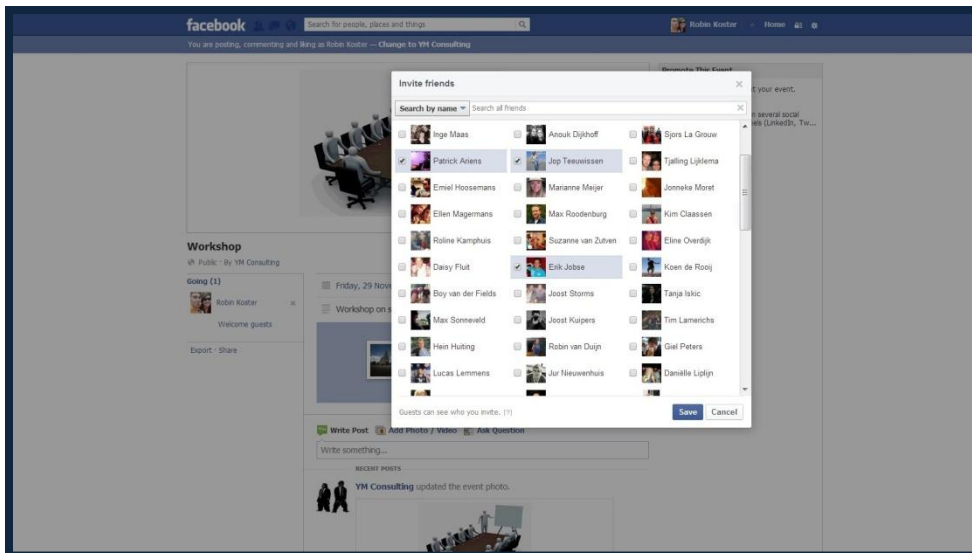 facebook
Search for people, places and things
Robin Koster
Home
You are posting, commenting and liking as Robin Koster — Change to YM Consulting
Promote This Event
Invite friends
t your event.
Search by name
Search all friends
n several social
els (LinkedIn, Tw...
Inge Maas
Anouk Dijkhoff
Sjors La Grouw
Patrick Ariens
Jop Teeuwissen
Tjalling Lijklema
Emiel Hoosemans
Marianne Meijer
Jonneke Moret
Ellen Magermans
Max Roodenburg
Kim Claassen
Roline Kamphuis
Suzanne van Zutven
Eline Overdijk
Daisy Fluit
Erik Jobse
Koen de Rooij
Boy van der Fields
Joost Storms
Tanja Iskic
Max Sonneveld
Joost Kuipers
Tim Lamerichs
Hein Huiting
Robin van Duijn
Giel Peters
Lucas Lemmens
Jur Nieuwenhuis
Daniëlle Liplijn
Guests can see who you invite. [?]
Save
Cancel
Workshop
Public · By YM Consulting
Going (1)
Robin Koster
Welcome guests
Export · Share
Friday, 29 Nov
Workshop on s
Write Post
Add Photo / Video
Ask Question
Write something...
RECENT POSTS
YM Consulting updated the event photo.